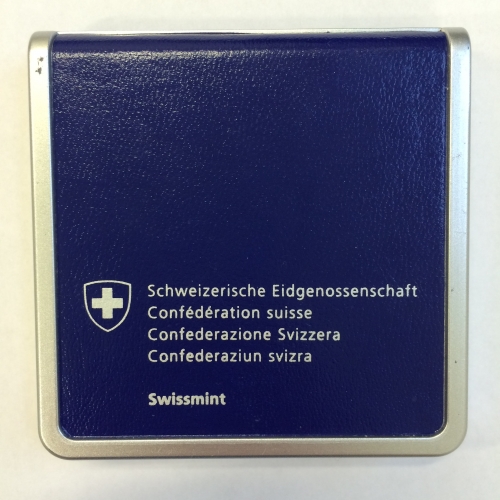 Schweizerische Eidgenossenschaft
Confédération suisse
Confederazione Svizzera
Confederaziun svizra
Swissmint